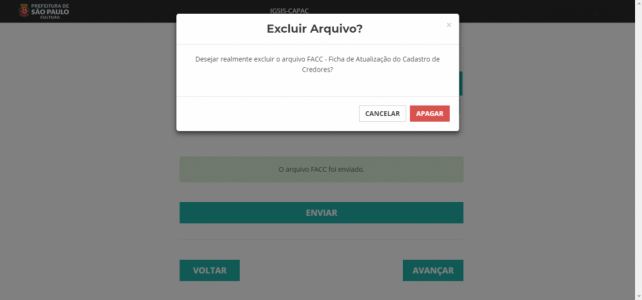 PREFEITURA DE
SÃO PAULO
CULTURA
IGSIS-CAPAC
Excluir Arquivo?
×
Desejar realmente excluir o arquivo FACC - Ficha de Atualização do Cadastro de
Credores?
CANCELAR
APAGAR
O arquivo FACC foi enviado.
ENVIAR
VOLTAR
AVANÇAR